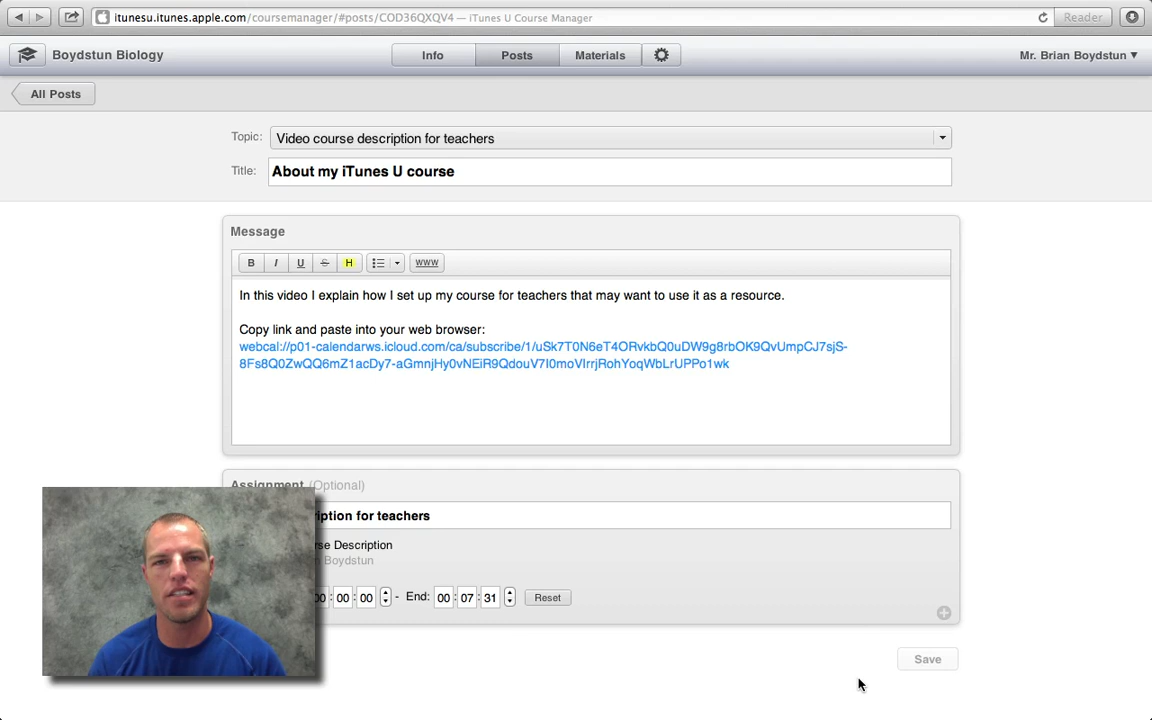 itunesu.itunes.apple.com/coursemanager/#posts/COD36QXQV4 — iTunes U Course Manager
Reader
Boydstun Biology
Info
Posts
Materials
Mr. Brian Boydstun ▼
All Posts
Topic: Video course description for teachers
Title: About my iTunes U course
Message
B I U S H WWW
In this video I explain how I set up my course for teachers that may want to use it as a resource.
Copy link and paste into your web browser:
webcal://p01-calendarws.icloud.com/ca/subscribe/1/uSk7T0N6eT4ORvkbQ0uDW9g8rbOK9QvUmpCJ7sjS-
8Fs8Q0ZwQQ6mZ1acDy7-aGmnjHy0vNEiR9QdouV7I0moVIrrjRohYoqWbLrUPPo1wk
Assignment (Optional)
ription for teachers
rse Description
n Boydstun
00 : 00 : 00 - End: 00 : 07 : 31 Reset
Save